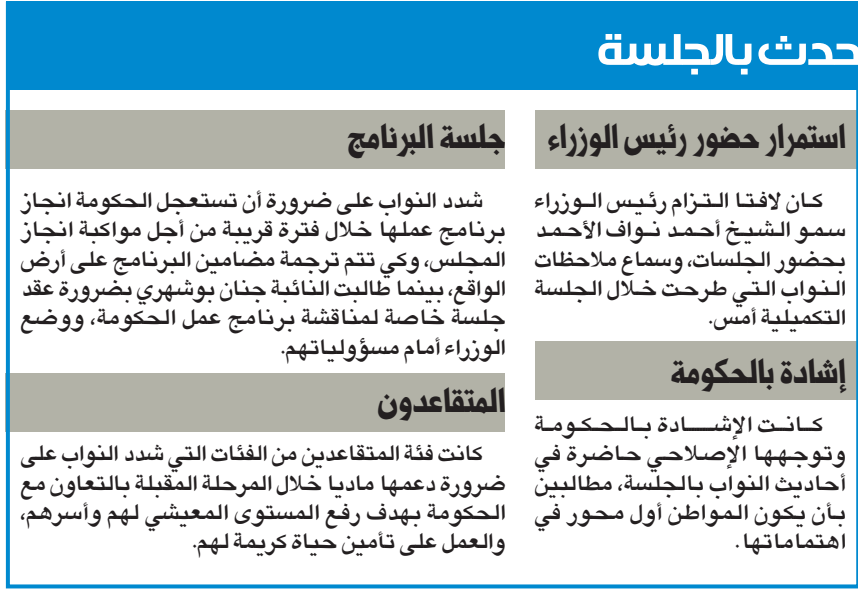 حدث بالجلسة
استمرار حضور رئيس الوزراء
كان لافتا التزام رئيس الوزراء
سمو الشيخ أحمد نواف الأحمد
بحضور الجلسات، وسماع ملاحظات
النواب التي طرحت خلال الجلسة
التكميلية أمس.
إشادة بالحكومة
كانت الإشادة بالحكومة
وتوجهها الإصلاحي حاضرة في
أحاديث النواب بالجلسة، مطالبين
بأن يكون المواطن أول محور في
اهتماماتها.
جلسة البرنامج
شدد النواب على ضرورة أن تستعجل الحكومة انجاز
برنامج عملها خلال فترة قريبة من أجل مواكبة انجاز
المجلس، وكي تتم ترجمة مضامين البرنامج على أرض
الواقع، بينما طالبت النائبة جنان بوشهري بضرورة عقد
جلسة خاصة لمناقشة برنامج عمل الحكومة، ووضع
الوزراء أمام مسؤولياتهم.
المتقاعدون
كانت فئة المتقاعدين من الفئات التي شدد النواب على
ضرورة دعمها ماديا خلال المرحلة المقبلة بالتعاون مع
الحكومة بهدف رفع المستوى المعيشي لهم وأسرهم،
والعمل على تأمين حياة كريمة لهم.